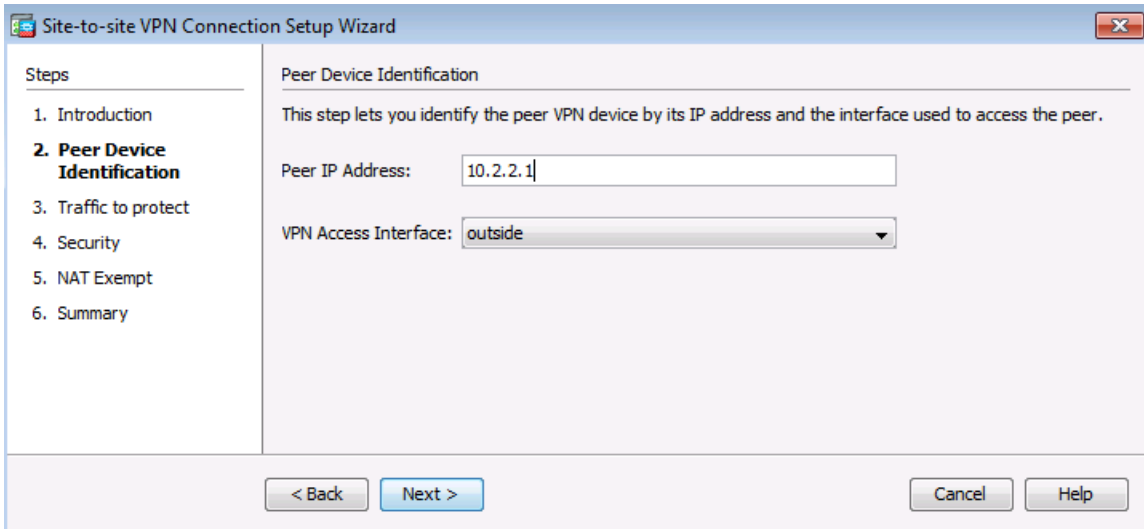 Site-to-site VPN Connection Setup Wizard
Steps
1. Introduction
2. Peer Device
Identification
3. Traffic to protect
4. Security
5. NAT Exempt
6. Summary
Peer Device Identification
This step lets you identify the peer VPN device by its IP address and the interface used to access the peer.
Peer IP Address: 10.2.2.1
VPN Access Interface: outside
< Back Next > Cancel Help